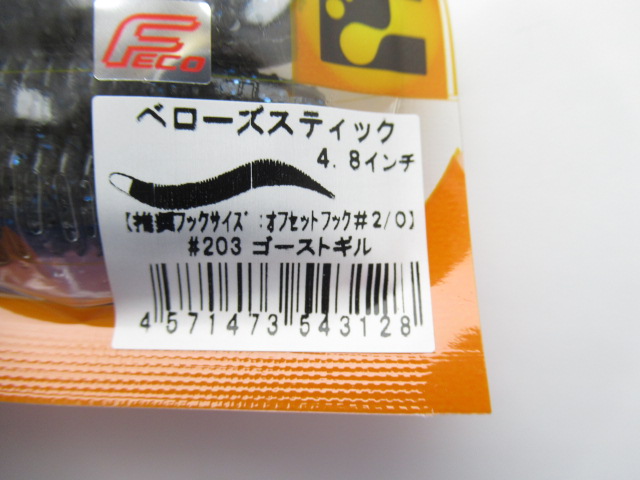 FECO
ベローズスティック
4.8インチ
【推奨フックサイズ:オフセットフック#2/0】
#203 ゴーストギル
4 571473 543128